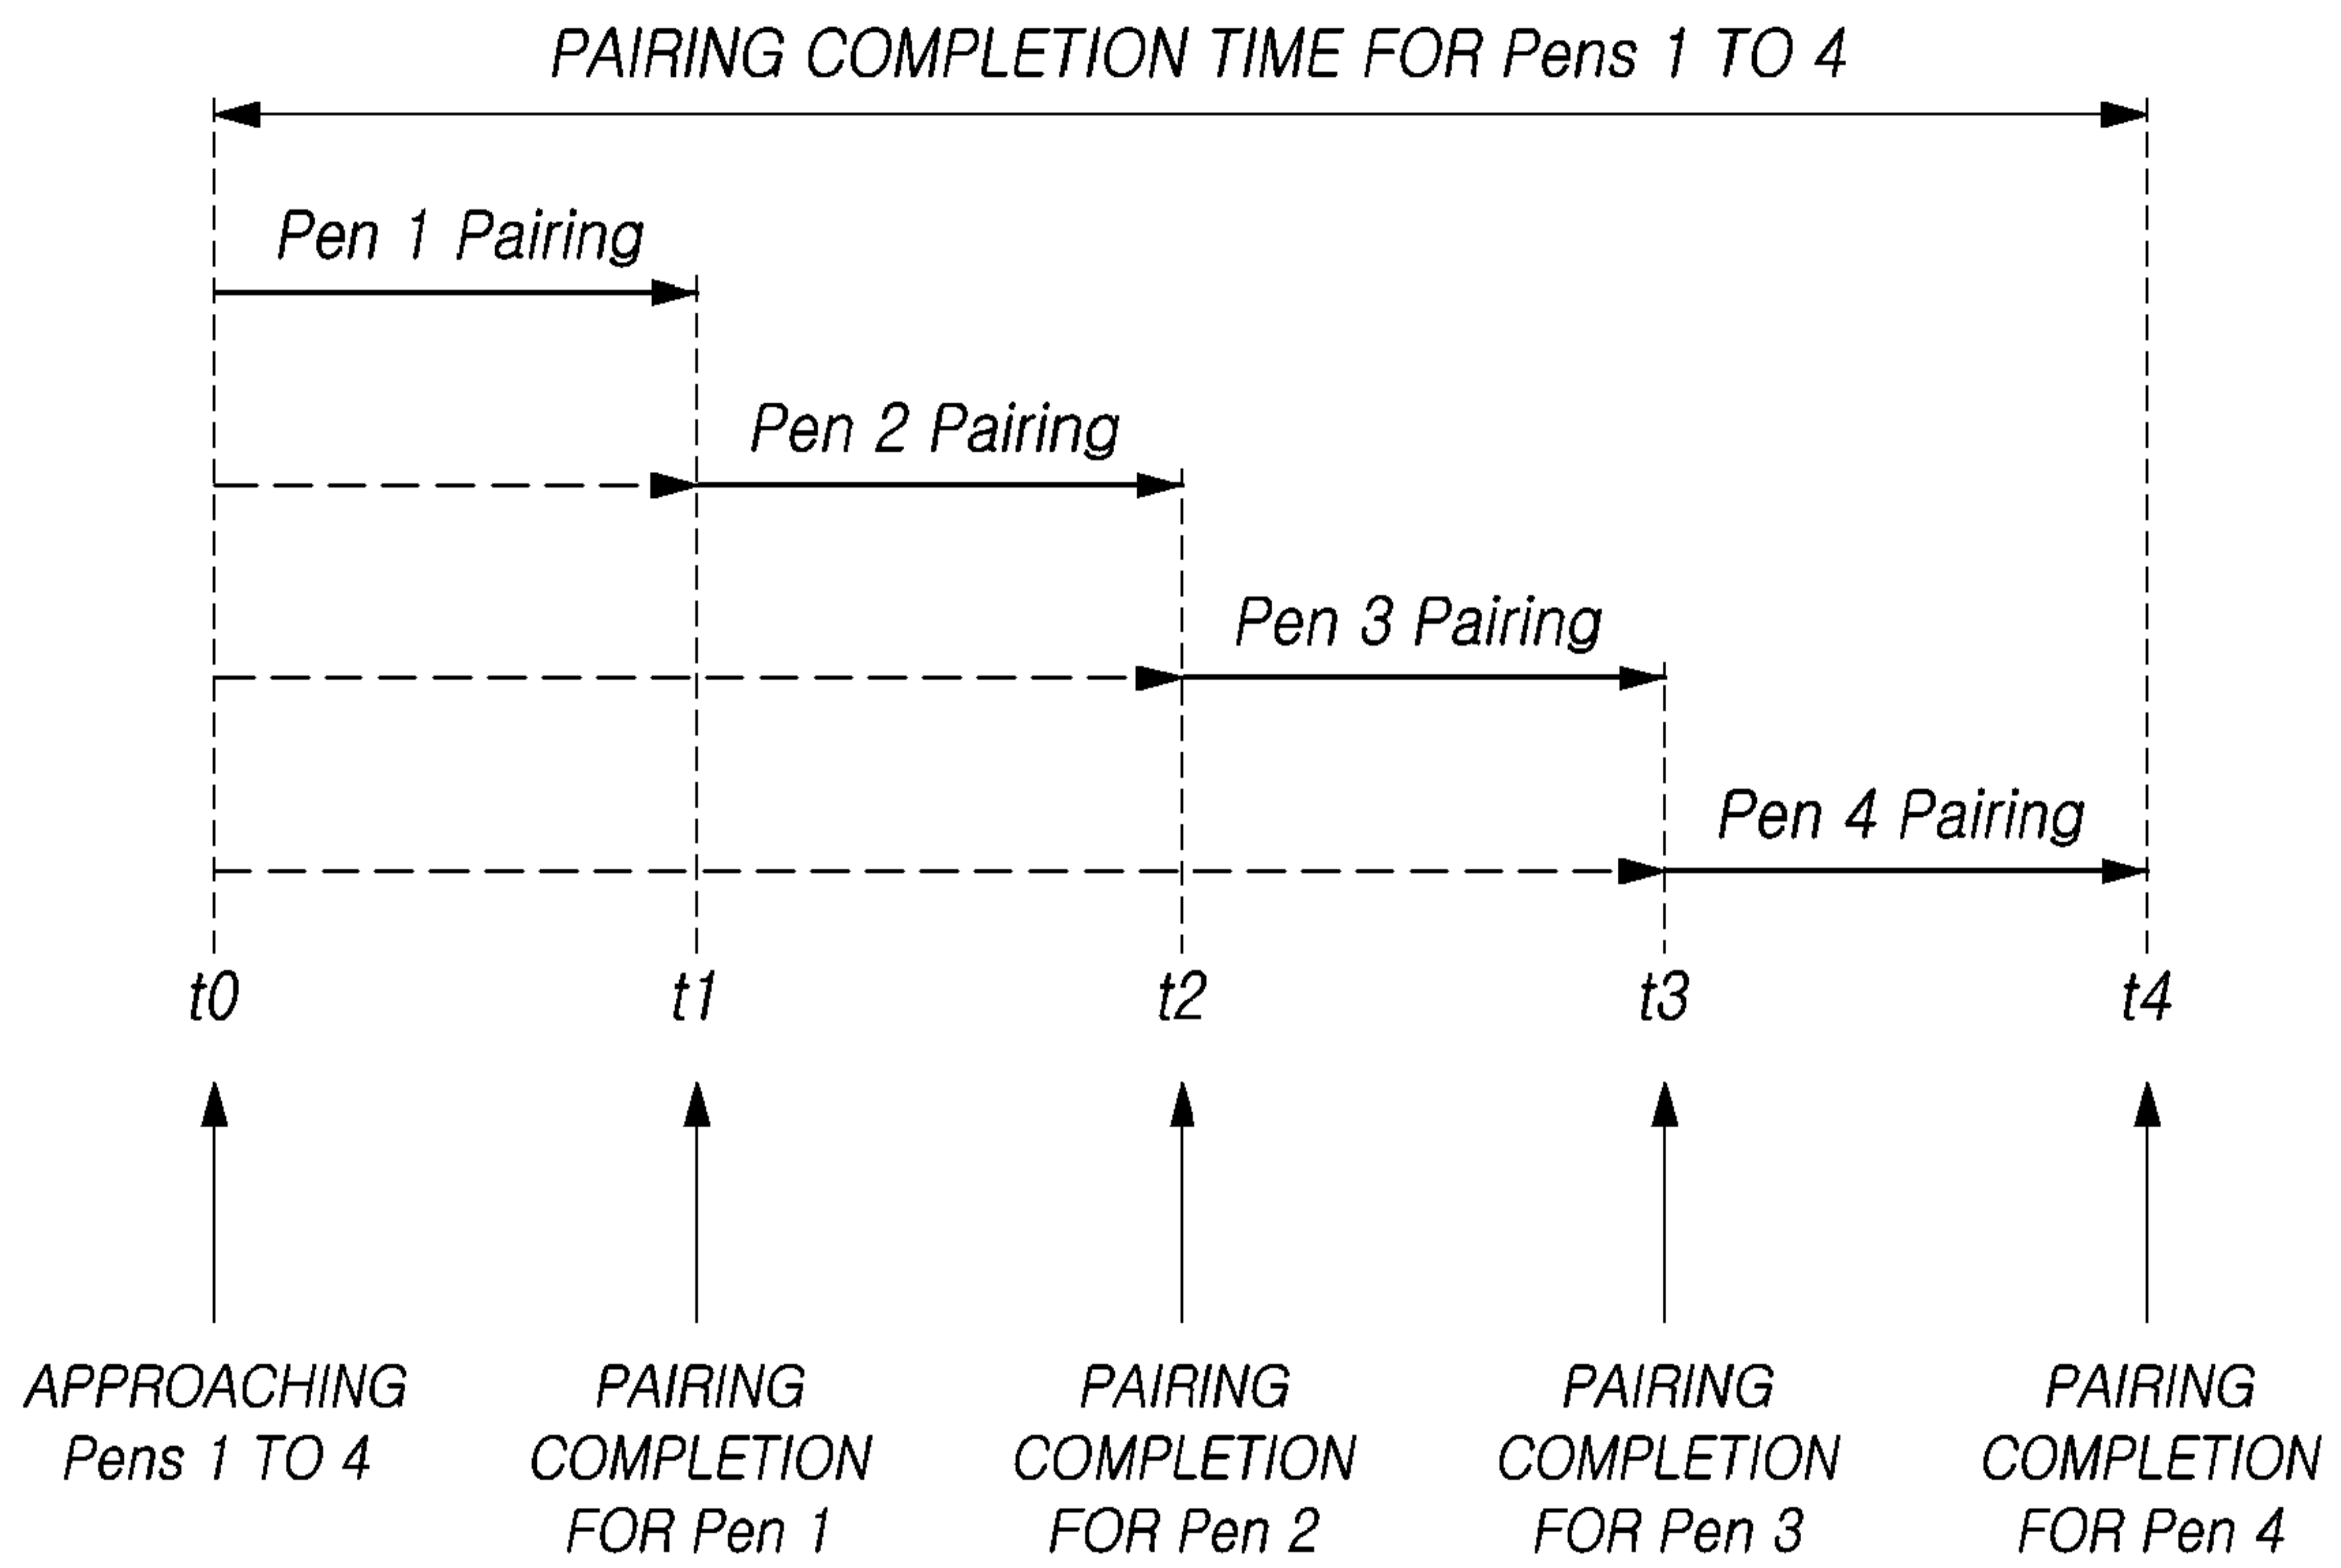 PAIRING COMPLETION TIME FOR Pens 1 TO 4
Pen 1 Pairing
Pen 2 Pairing
Pen 3 Pairing
Pen 4 Pairing
t0
t1
t2
t3
t4
APPROACHING
Pens 1 TO 4
PAIRING
COMPLETION
FOR Pen 1
PAIRING
COMPLETION
FOR Pen 2
PAIRING
COMPLETION
FOR Pen 3
PAIRING
COMPLETION
FOR Pen 4